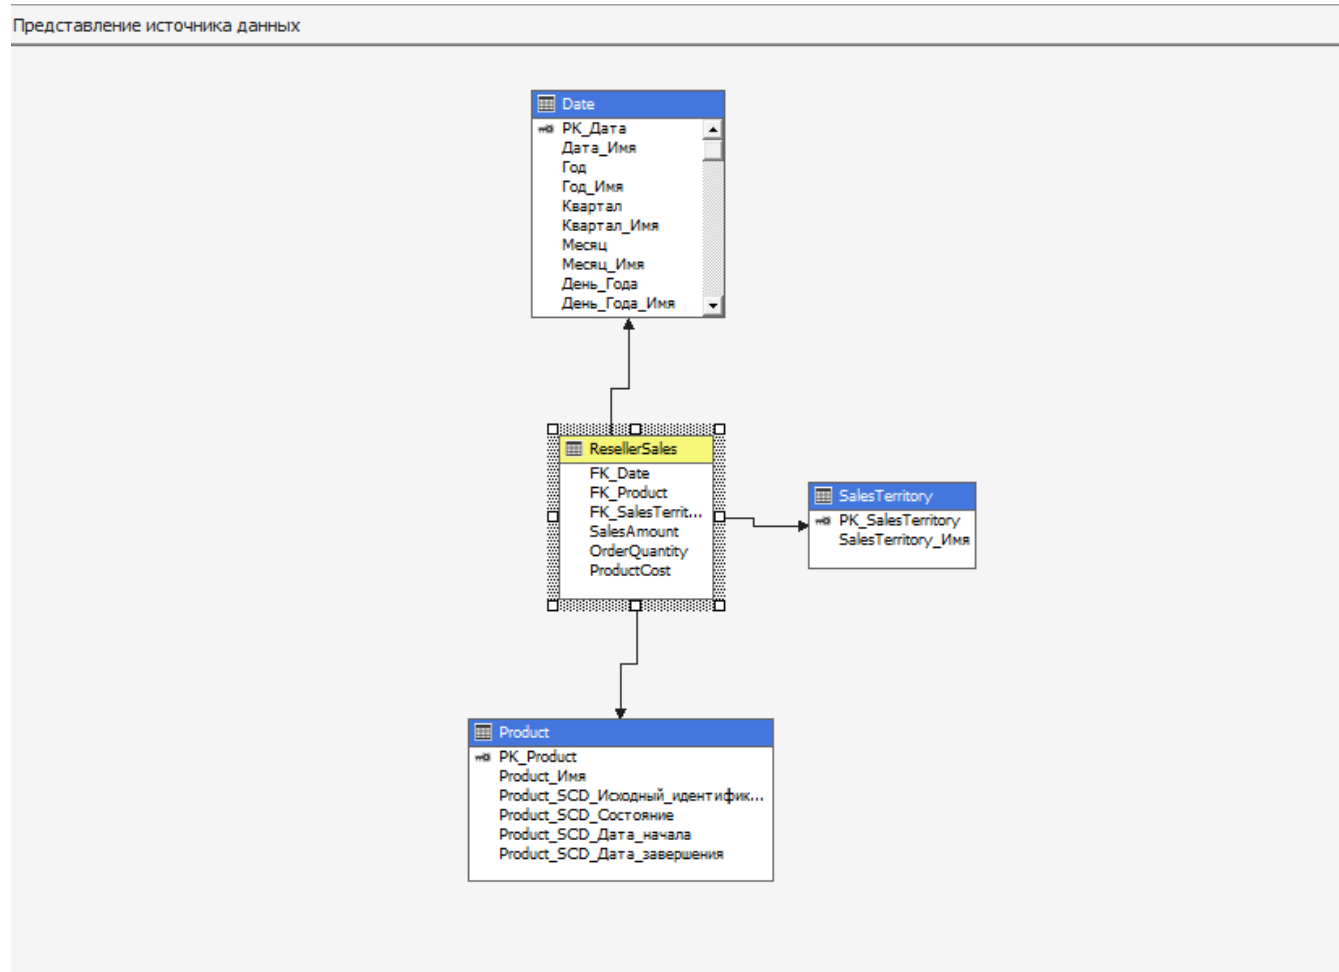 Представление источника данных
Date
PK_Дата
Дата_Имя
Год
Год_Имя
Квартал
Квартал_Имя
Месяц
Месяц_Имя
День_Года
День_Года_Имя
ResellerSales
FK_Date
FK_Product
FK_SalesTerrit...
SalesAmount
OrderQuantity
ProductCost
SalesTerritory
PK_SalesTerritory
SalesTerritory_Имя
Product
PK_Product
Product_Имя
Product_SCD_Исходный_идентифик...
Product_SCD_Состояние
Product_SCD_Дата_начала
Product_SCD_Дата_завершения